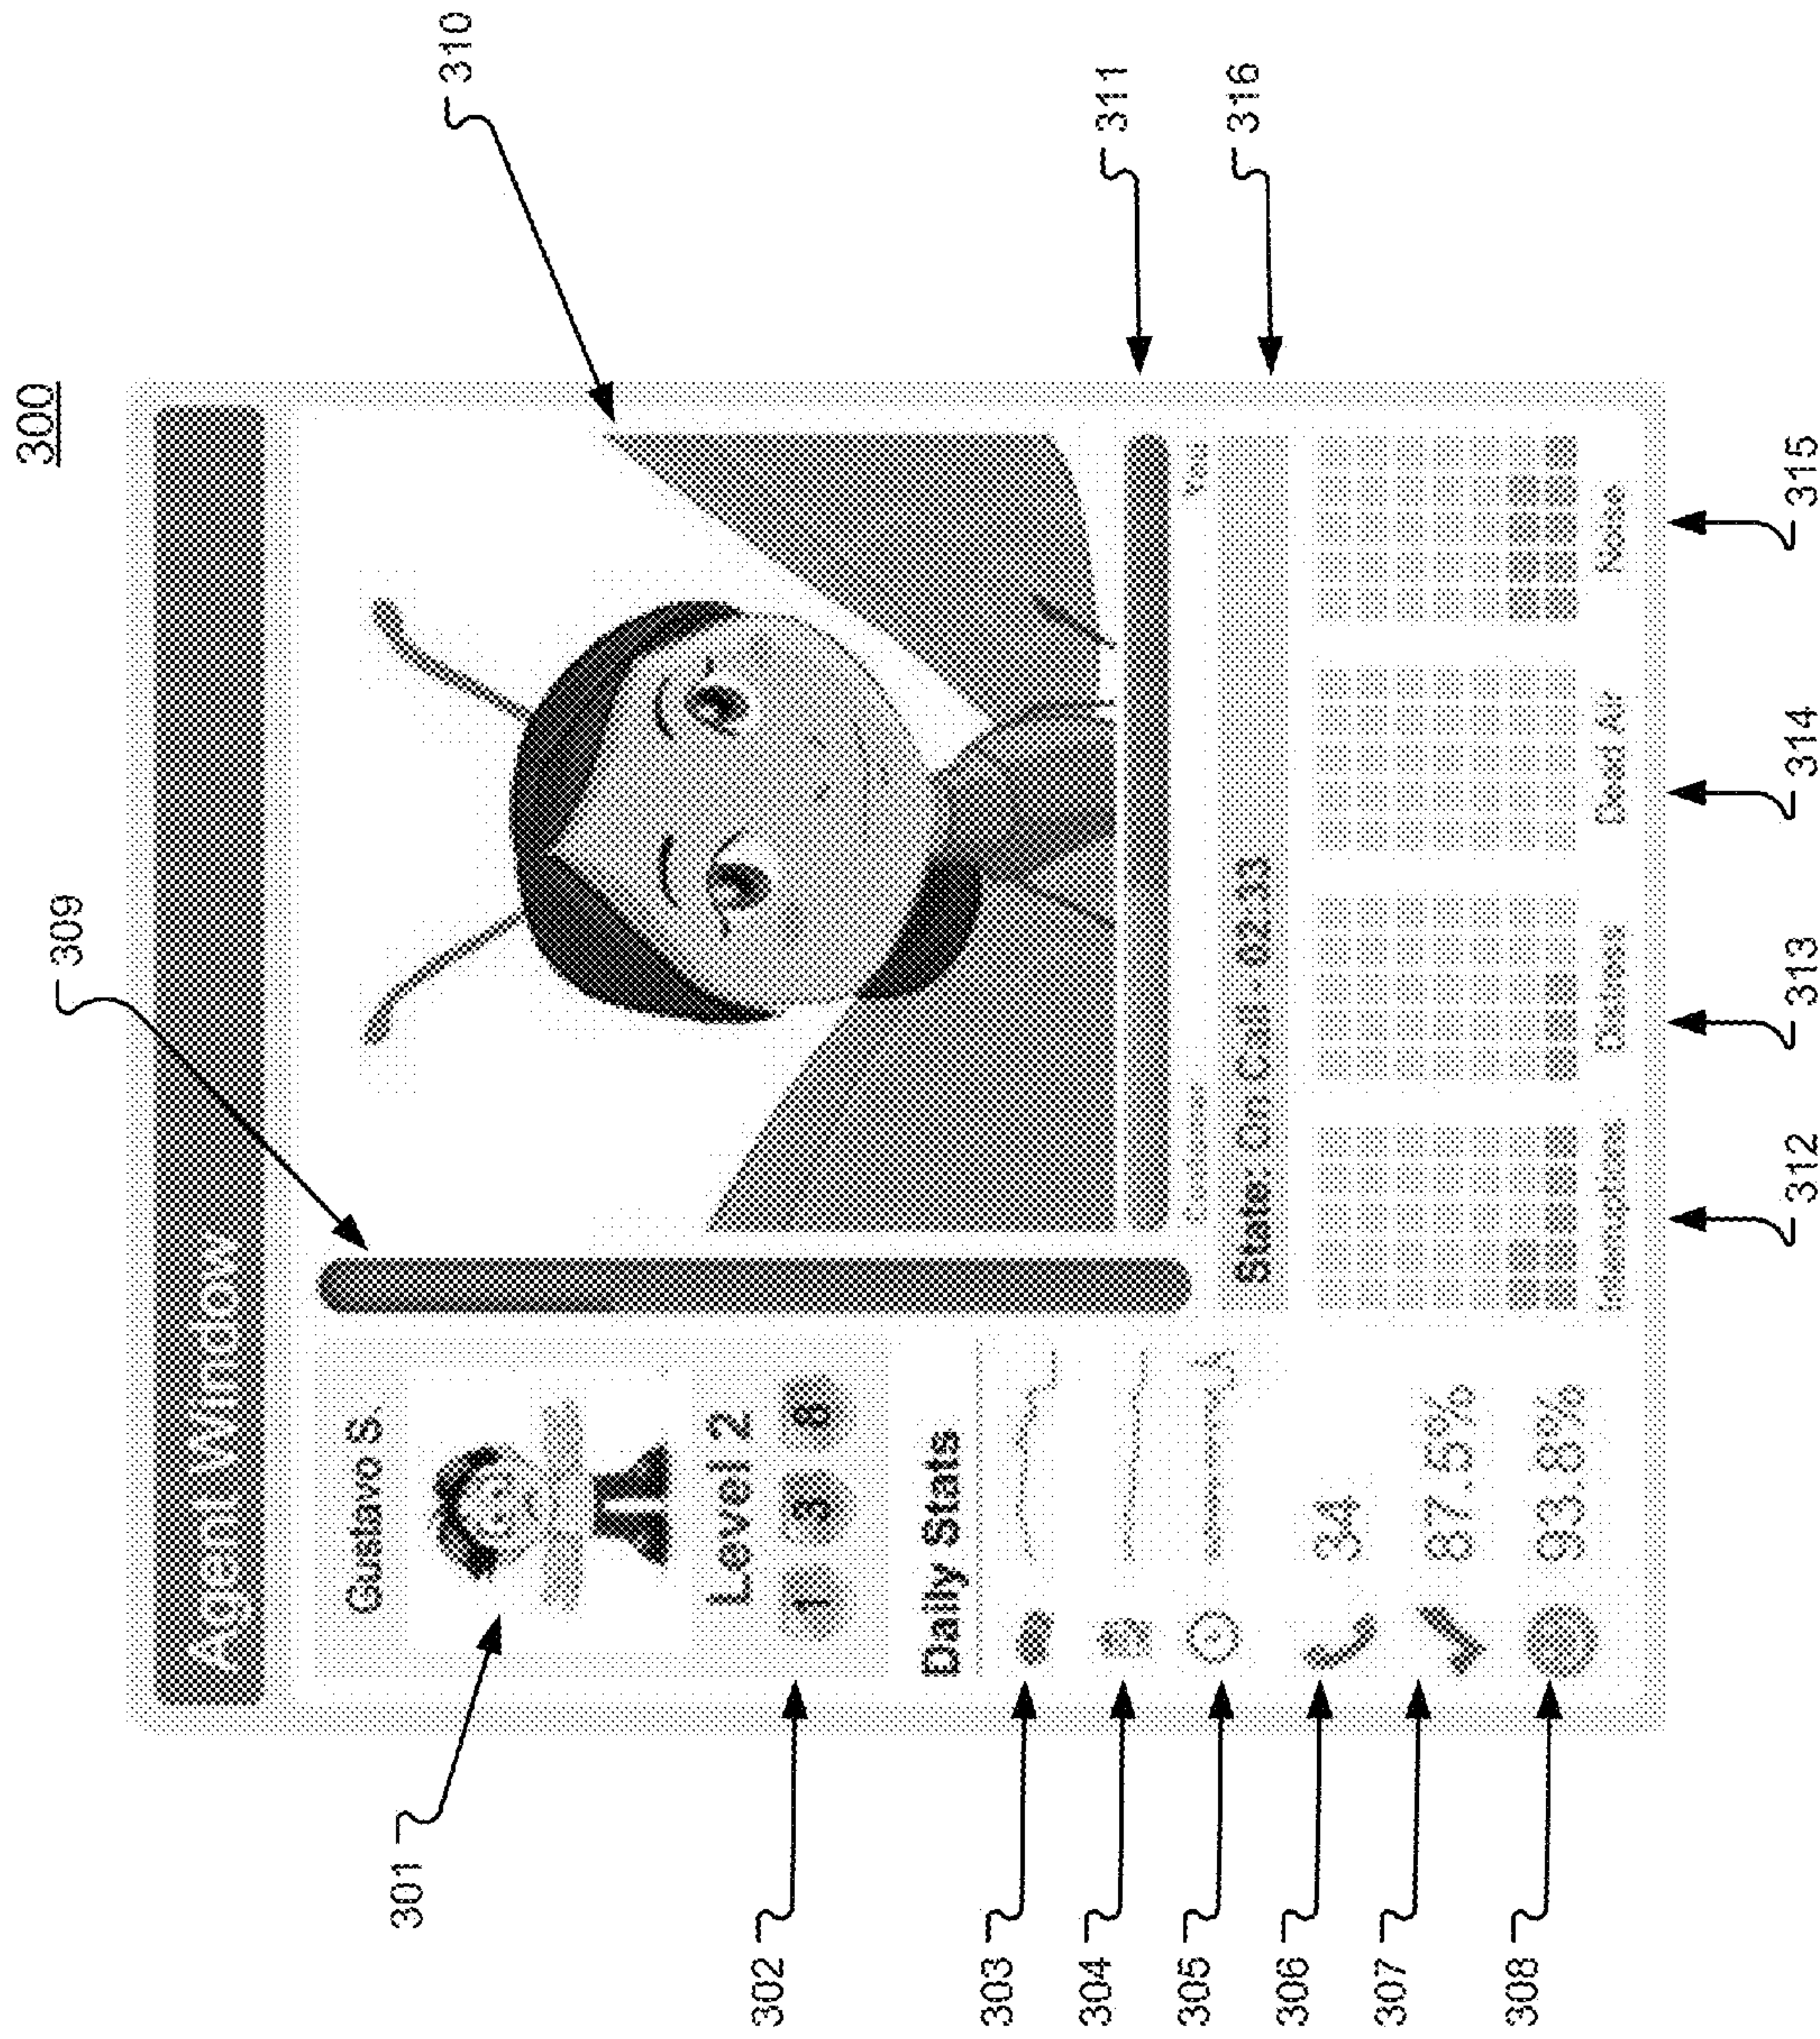 300
Agent Window
Gustavo S.
Level 2
1 3 8
Daily Stats
34
87.5%
93.8%
Customer You
State: On Call - 02:33
Interruptions Distress Dead Air Noise
301
302
303
304
305
306
307
308
309
310
311
316
312
313
314
315